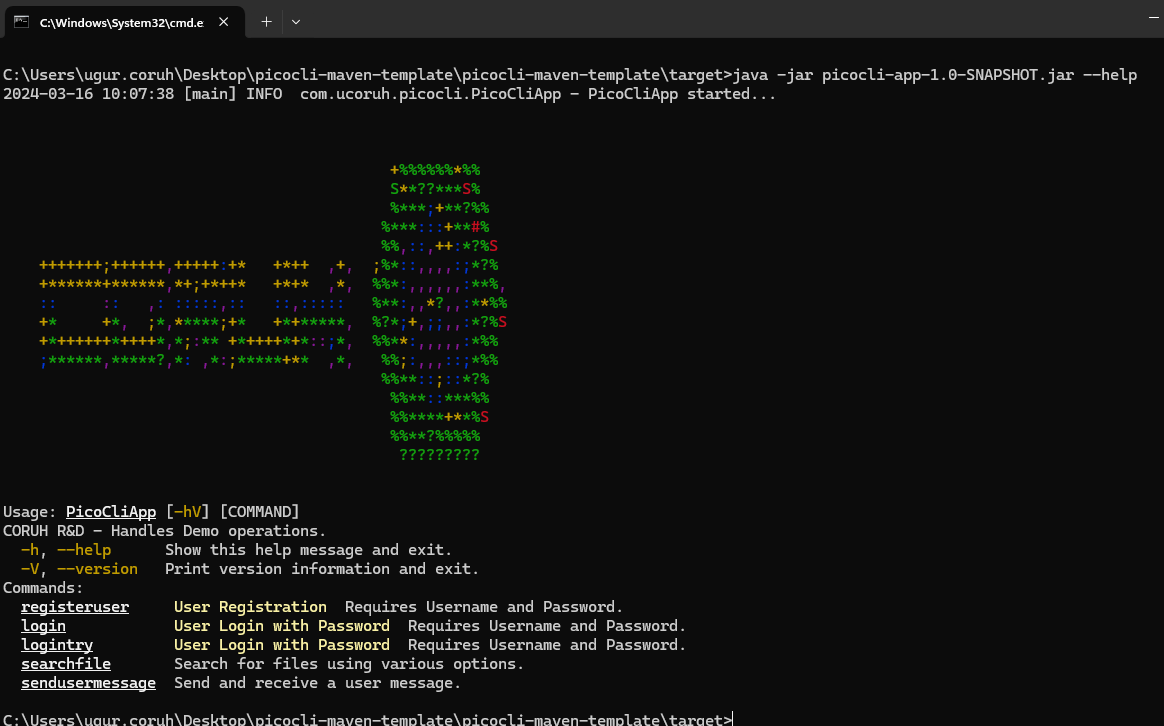 C:\Windows\System32\cmd.e
C:\Users\ugur.coruh\Desktop\picocli-maven-template\picocli-maven-template\target>java -jar picocli-app-1.0-SNAPSHOT.jar --help
2024-03-16 10:07:38 [main] INFO  com.ucoruh.picocli.PicoCliApp - PicoCliApp started...
+%%%%%%*%%
S**??***S%
%***;+**?%%
%***:::+**#%
%%,::,++:*?%S
+++++++;++++++,+++++:+*   +*++  ,+,  ;%*::,,,,:;*?%
+******+******,*+;+*++*   ++++  ,*,  %%*:,,,,,,:**%,
::     ::   ,: :::::,::   ::,:::::   %**:,,*?,,:**%%
+*     +*,  ;*,*****;+*   +*+*****,  %?*;+,;;,,:*?%S
+*+++++++*++++*,*;:** +*++++*+*::;*,  %%**:,,,,,:*%%
;******,*****?,*: ,*:;*****+**  ,*,   %%;:,,,::;*%%
%%**::;::*?%
%%**::***%%
%%****+**%S
%%**?%%%%%
?????????
Usage: PicoCliApp [-hV] [COMMAND]
CORUH R&D - Handles Demo operations.
-h, --help      Show this help message and exit.
-V, --version   Print version information and exit.
Commands:
registeruser     User Registration  Requires Username and Password.
login            User Login with Password  Requires Username and Password.
logintry         User Login with Password  Requires Username and Password.
searchfile       Search for files using various options.
sendusermessage  Send and receive a user message.
C:\Users\ugur.coruh\Desktop\picocli-maven-template\picocli-maven-template\target>